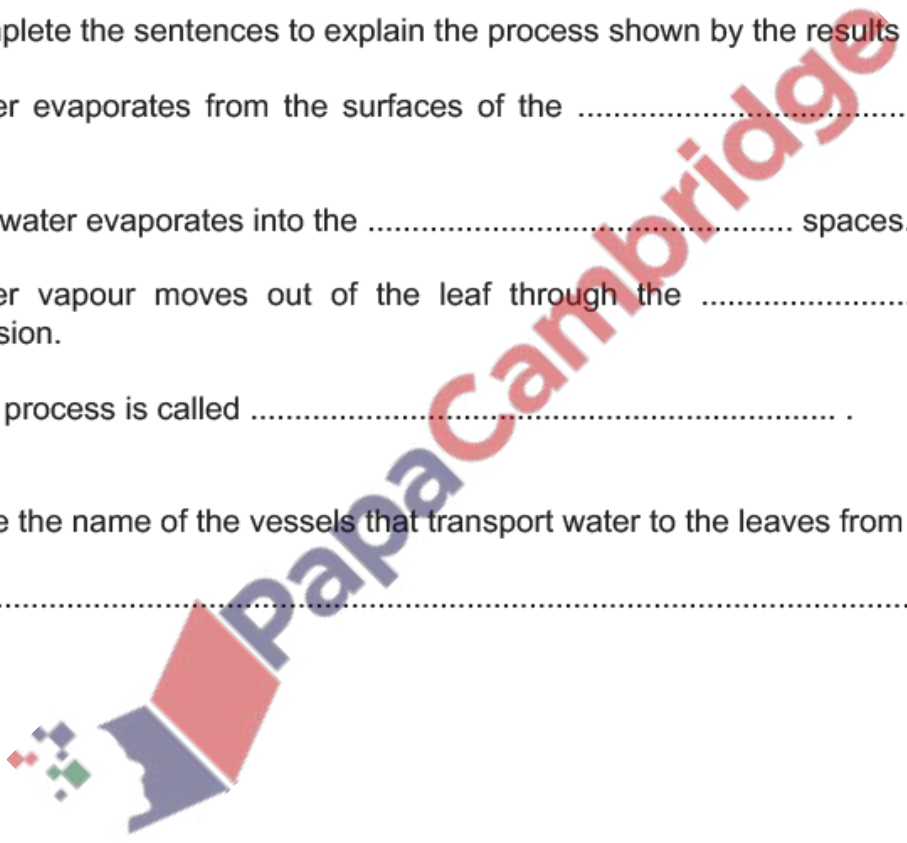 plete the sentences to explain the process shown by the results
er evaporates from the surfaces of the ....................................
water evaporates into the ................................................ spaces.
er vapour moves out of the leaf through the .......................
sion.
process is called .................................................................. .
e the name of the vessels that transport water to the leaves from
.......................................................................................................
PapaCambridge